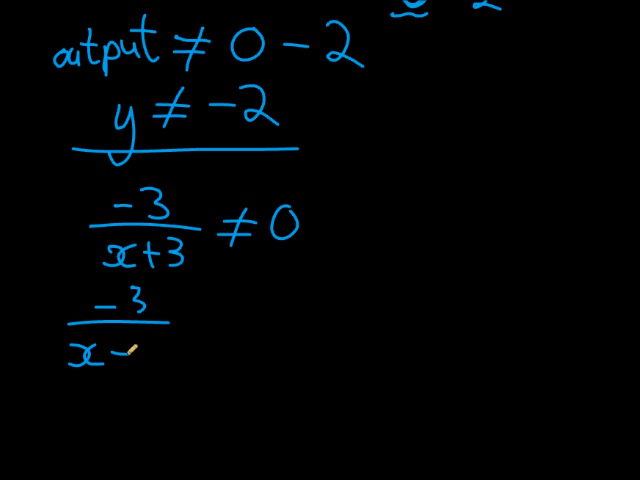 output ≠ 0 - 2
y ≠ -2
-3
x+3 ≠ 0
-3
x -